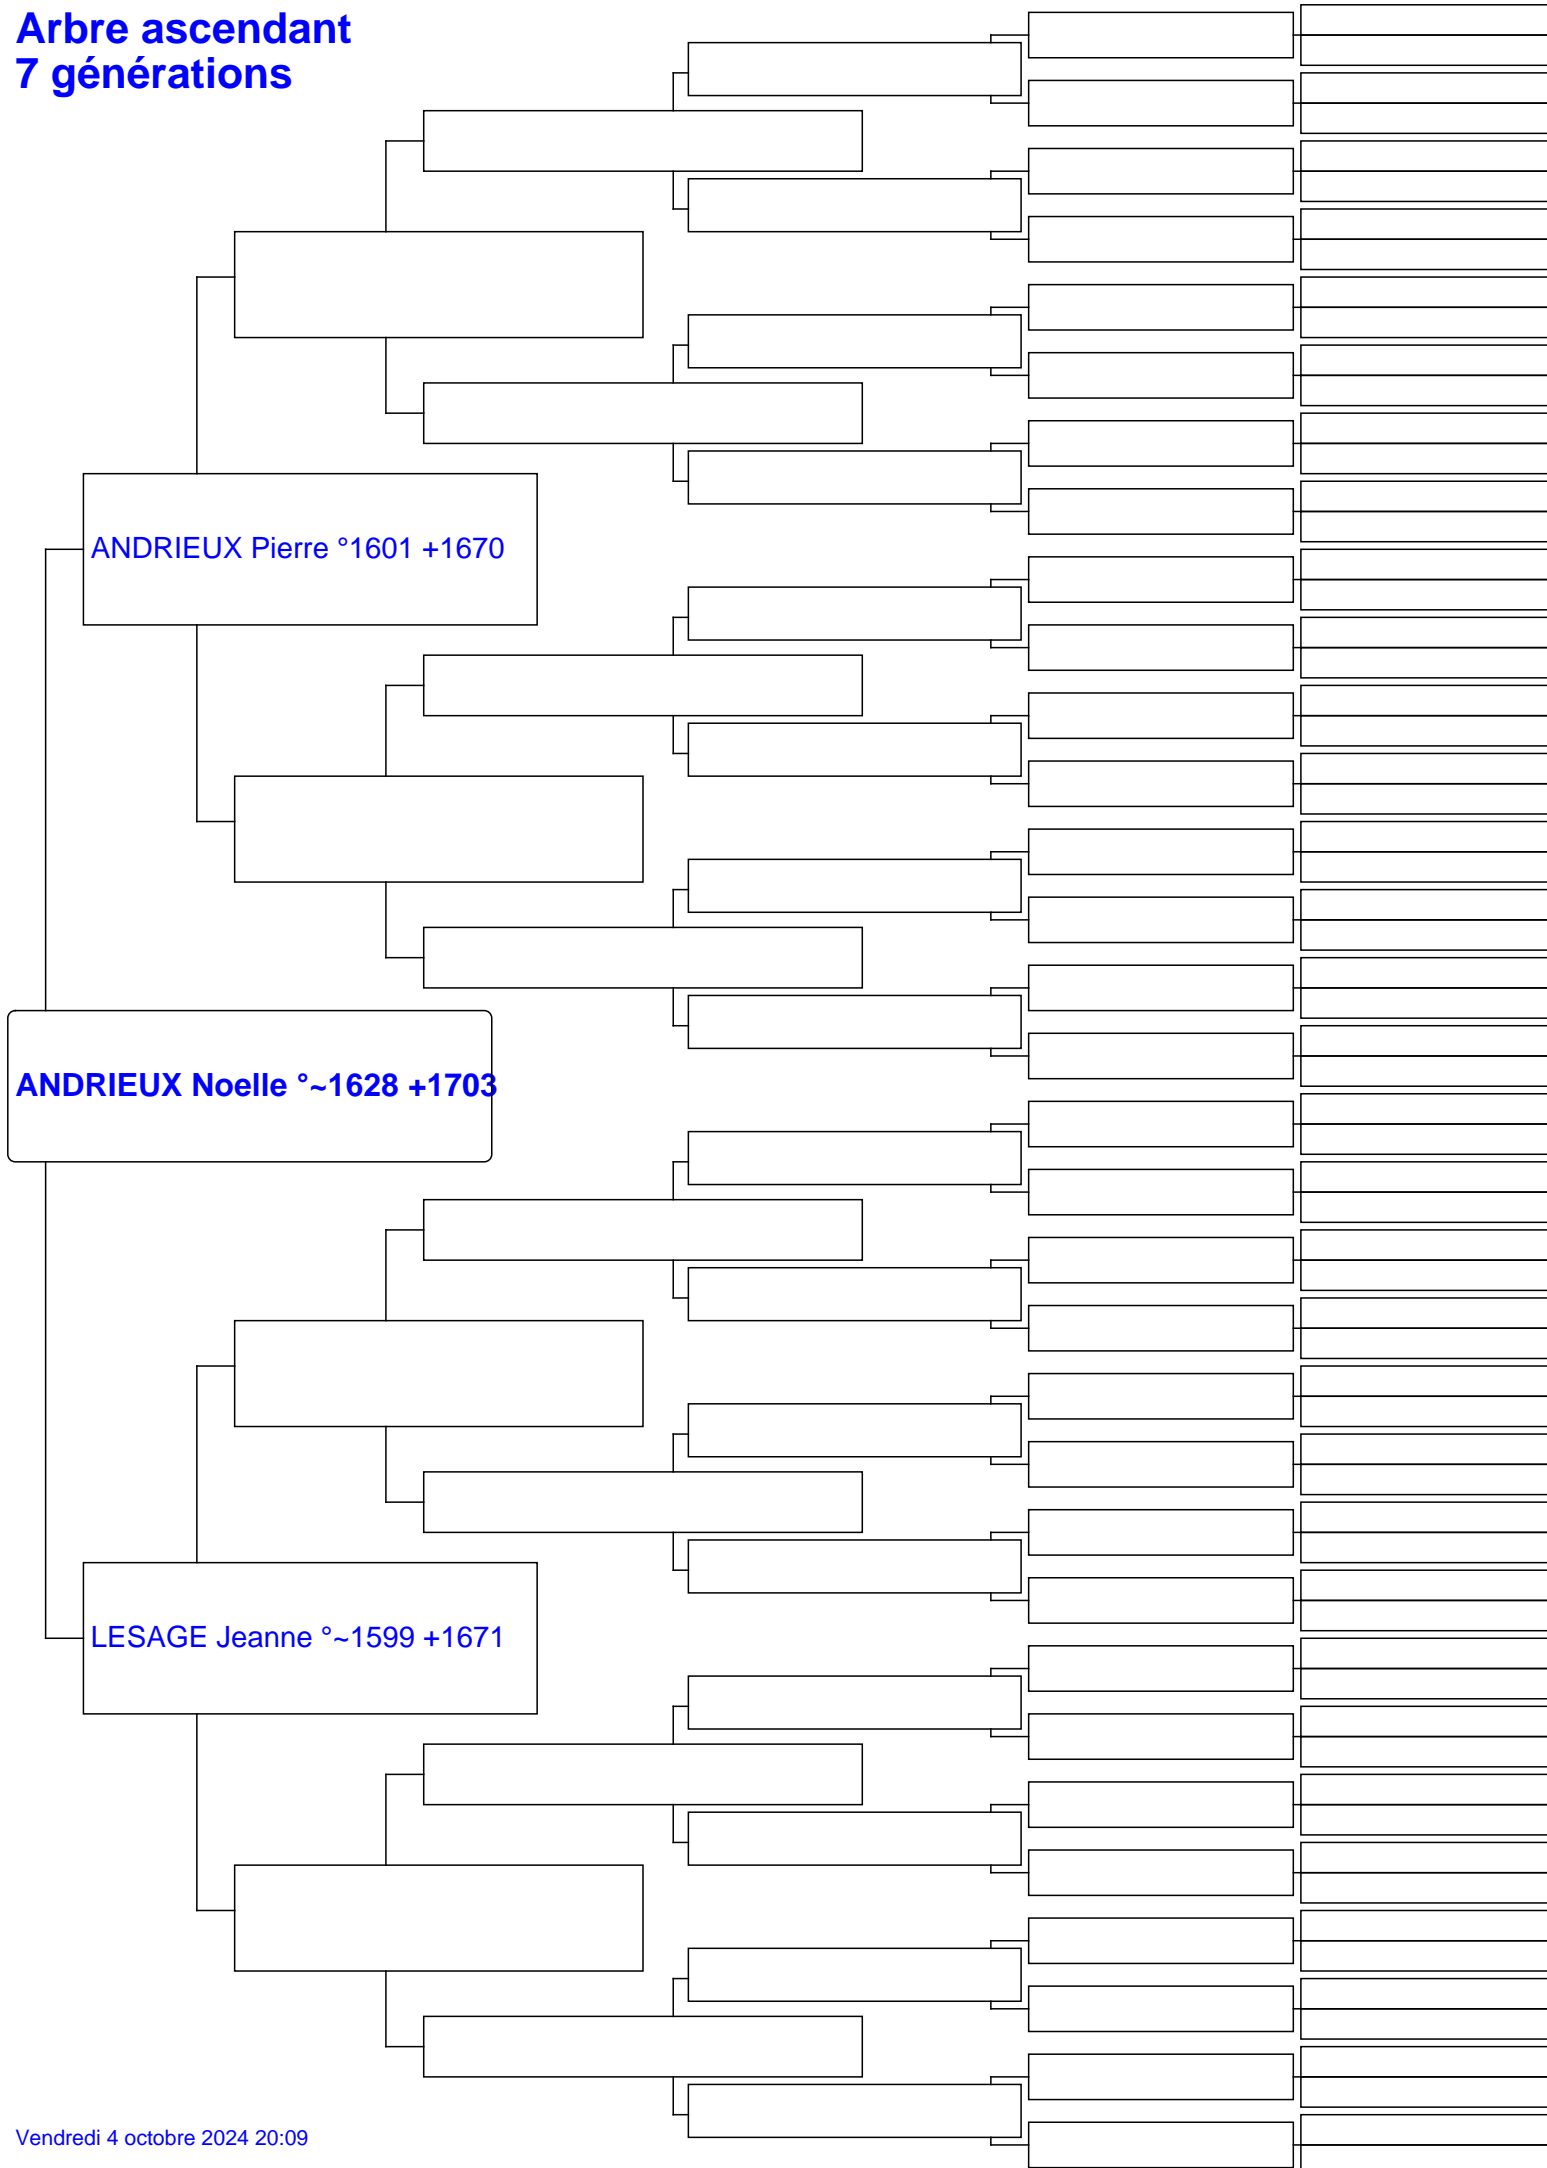 Arbre ascendant
7 générations
ANDRIEUX Pierre °1601 +1670
ANDRIEUX Noelle °~1628 +1703
LESAGE Jeanne °~1599 +1671
Vendredi 4 octobre 2024 20:09